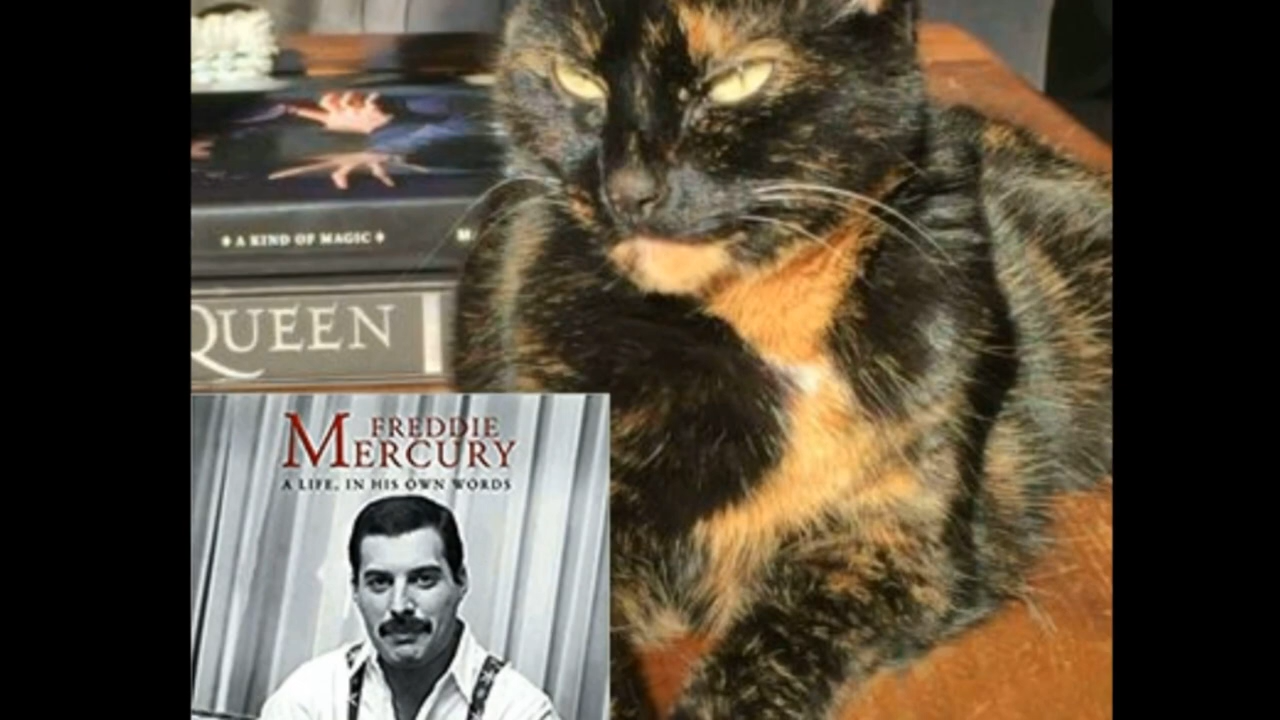 ✦ A KIND OF MAGIC ✦ M
QUEEN
FREDDIE
MERCURY
A LIFE, IN HIS OWN WORDS